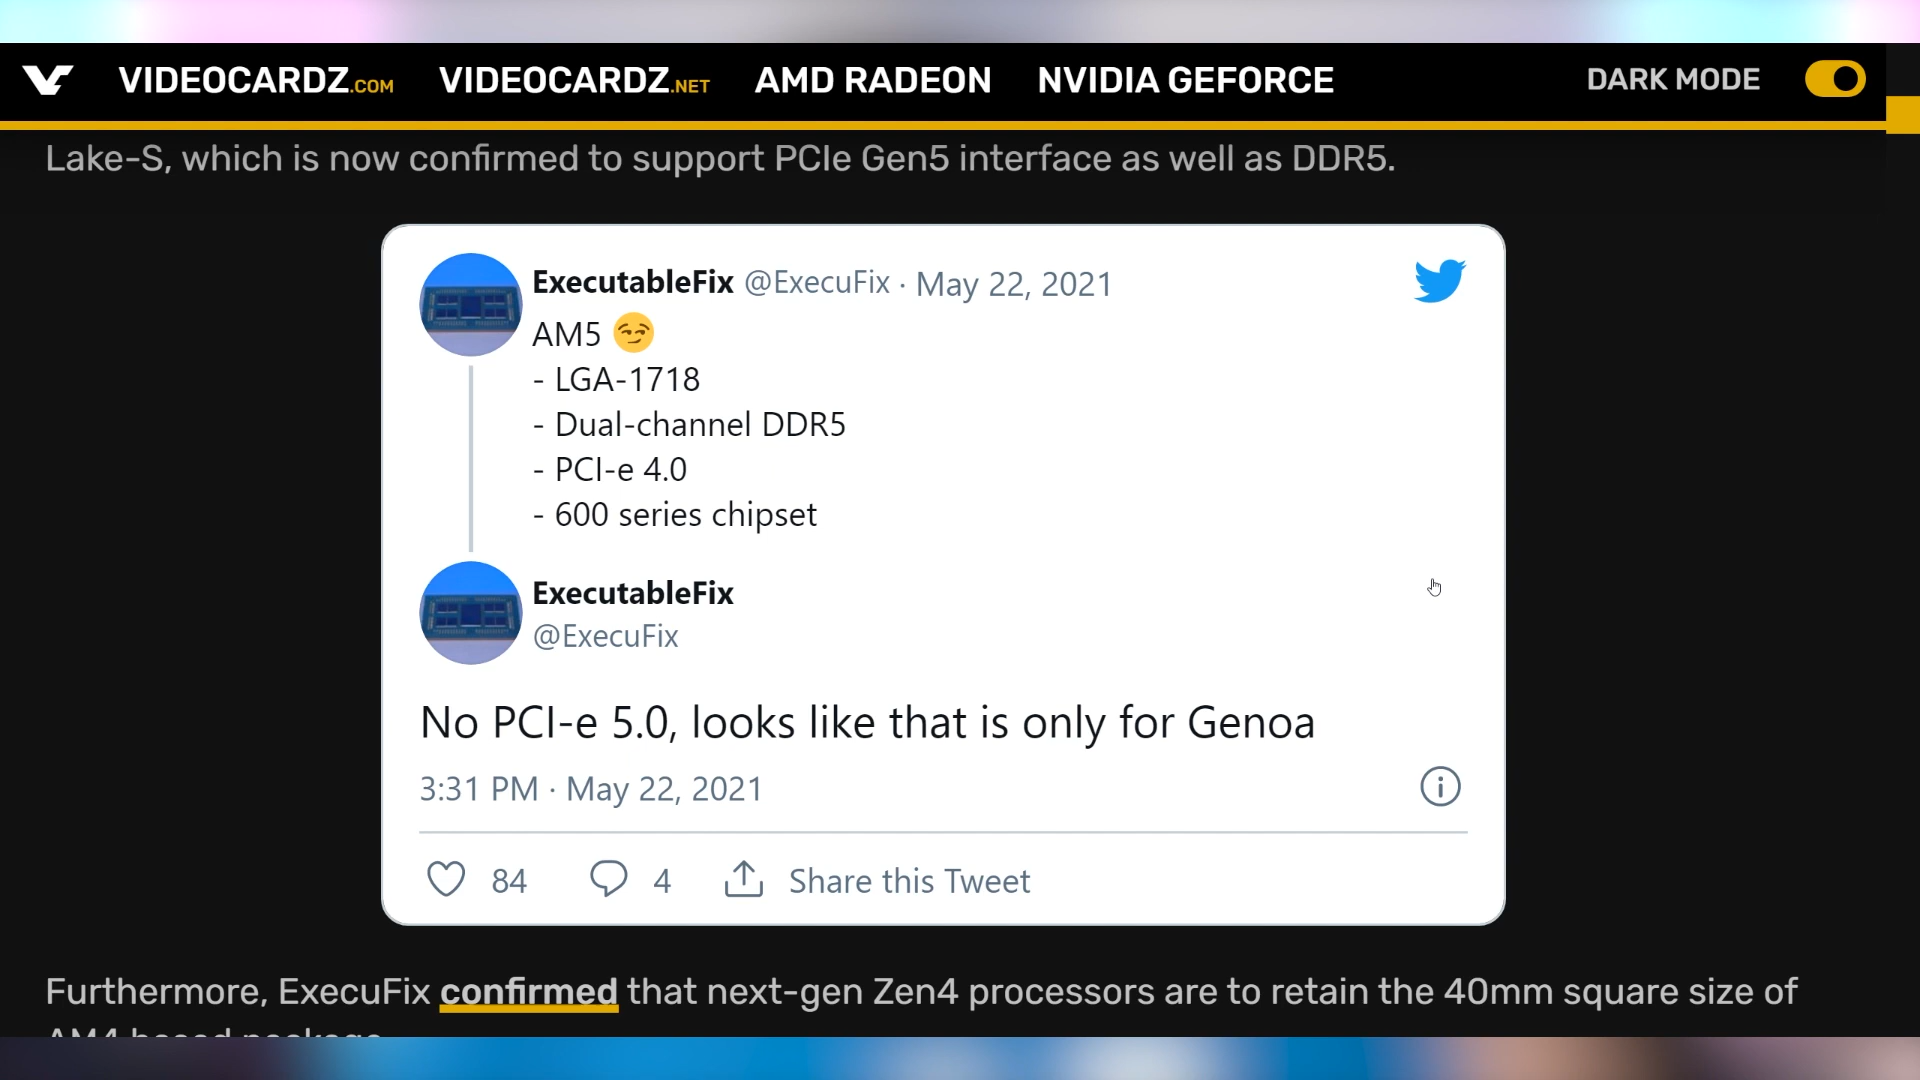 VIDEOCARDZ.COM VIDEOCARDZ.NET AMD RADEON NVIDIA GEFORCE DARK MODE
Lake-S, which is now confirmed to support PCIe Gen5 interface as well as DDR5.
ExecutableFix @ExecuFix · May 22, 2021
AM5 😏
- LGA-1718
- Dual-channel DDR5
- PCI-e 4.0
- 600 series chipset
ExecutableFix
@ExecuFix
No PCI-e 5.0, looks like that is only for Genoa
3:31 PM · May 22, 2021
84 4 Share this Tweet
Furthermore, ExecuFix confirmed that next-gen Zen4 processors are to retain the 40mm square size of
AM4 based package